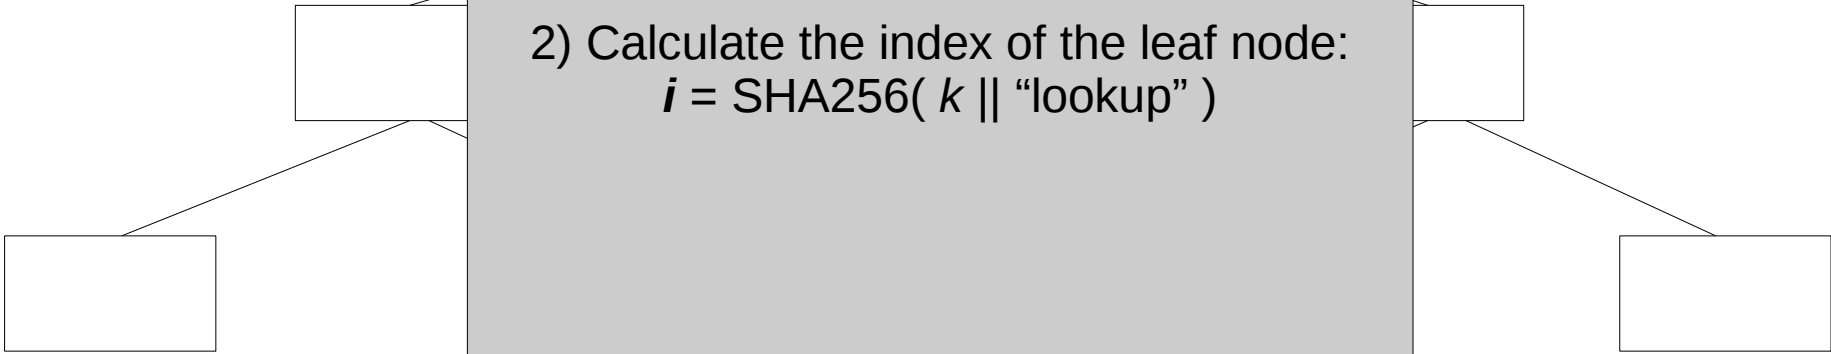 2) Calculate the index of the leaf node:
i = SHA256( k || “lookup” )